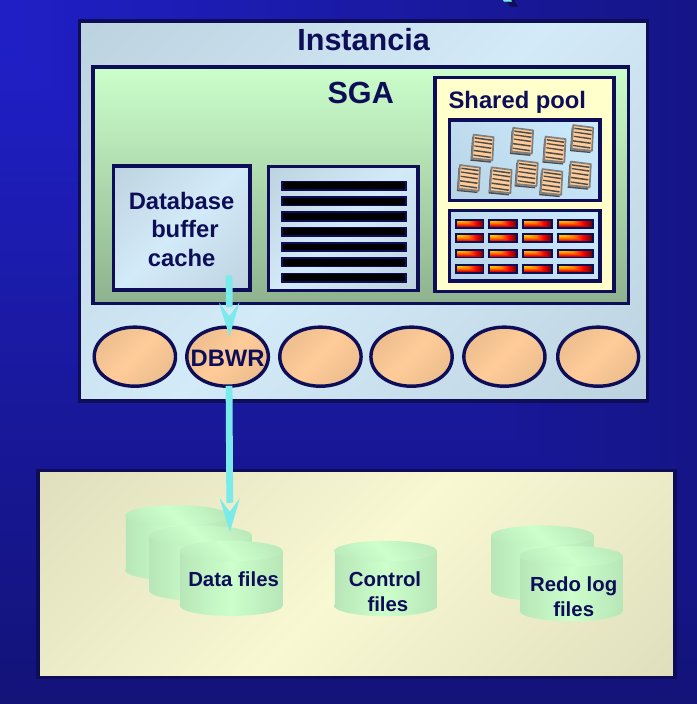 Instancia
SGA
Shared pool
Database
buffer
cache
DBWR
Data files
Control
files
Redo log
files